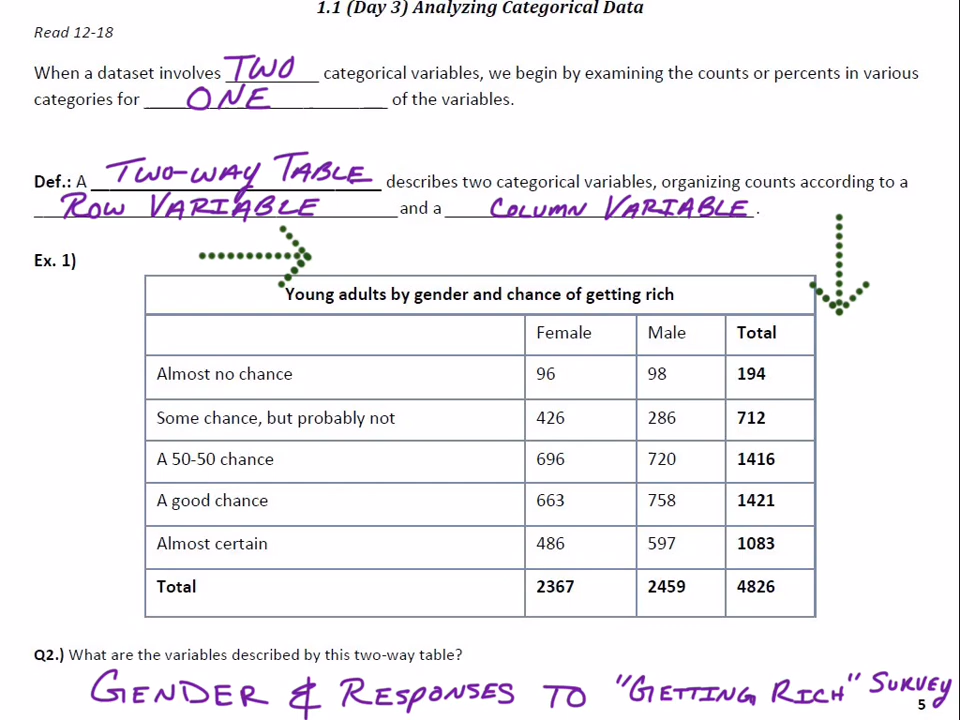 1.1 (Day 3) Analyzing Categorical Data
Read 12-18
When a dataset involves TWO categorical variables, we begin by examining the counts or percents in various
categories for ONE of the variables.
Def.: A TWO-WAY TABLE describes two categorical variables, organizing counts according to a
ROW VARIABLE and a COLUMN VARIABLE.
Ex. 1)
Young adults by gender and chance of getting rich
Female Male Total
Almost no chance 96 98 194
Some chance, but probably not 426 286 712
A 50-50 chance 696 720 1416
A good chance 663 758 1421
Almost certain 486 597 1083
Total 2367 2459 4826
Q2.) What are the variables described by this two-way table?
GENDER & RESPONSES TO "GETTING RICH" SURVEY
5